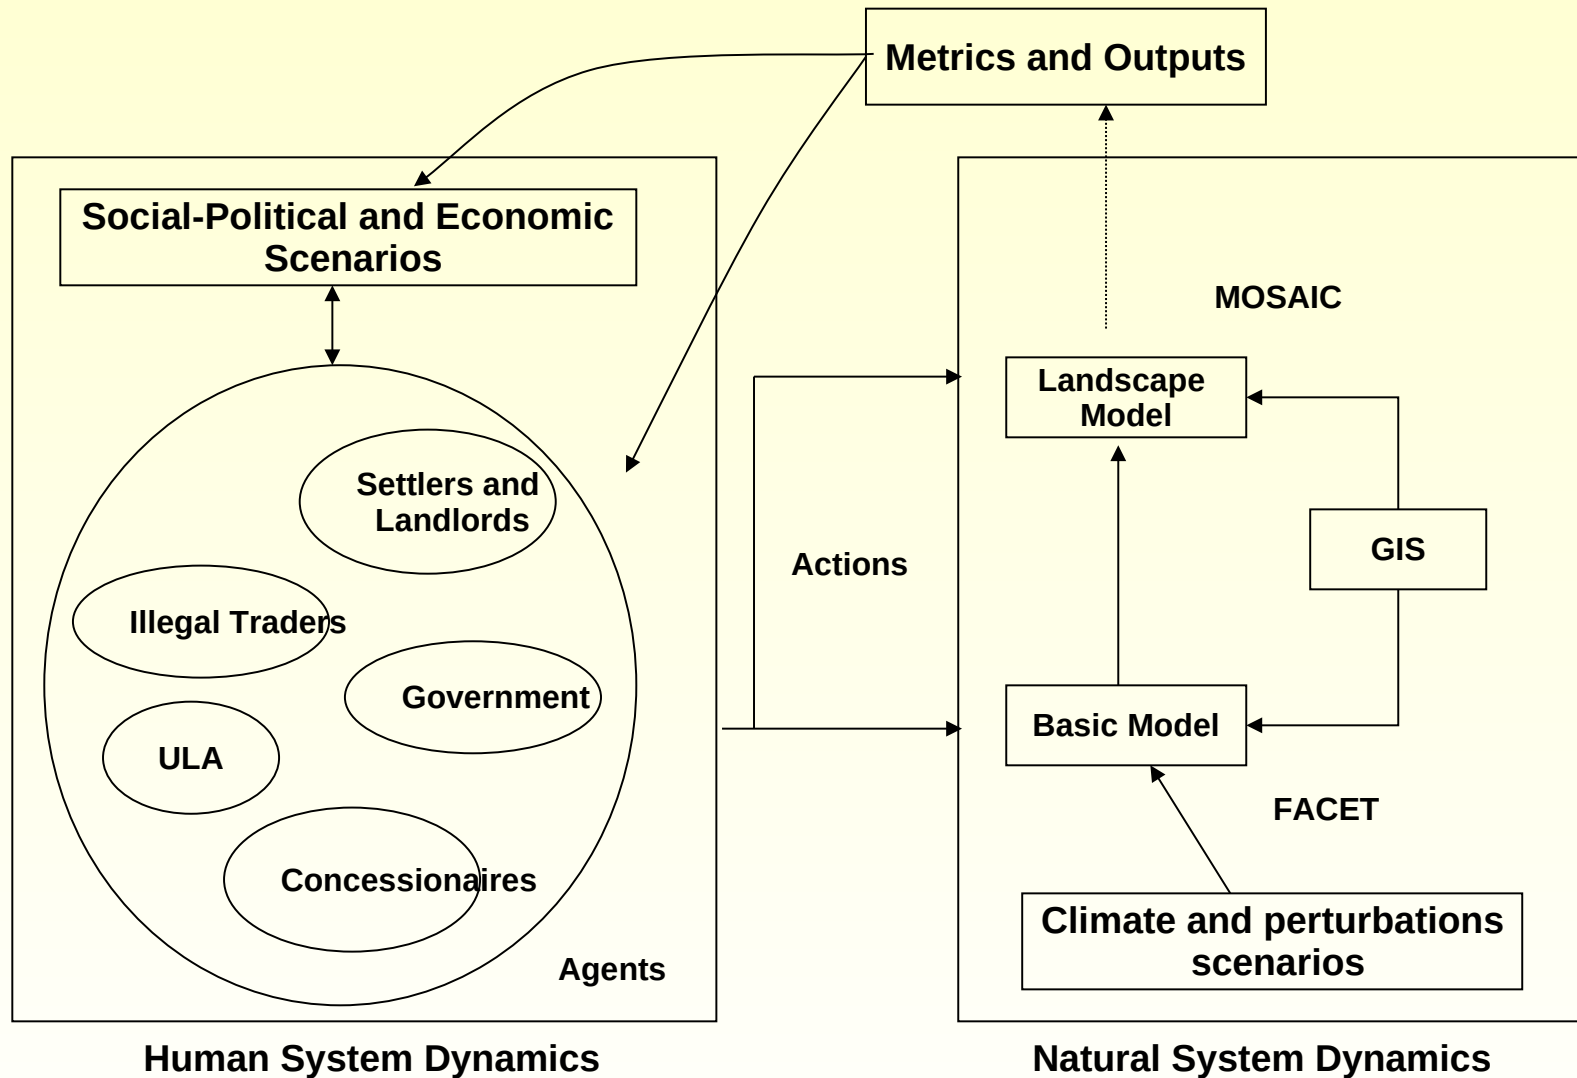 Metrics and Outputs
Social-Political and Economic
Scenarios
MOSAIC
Landscape
Model
Settlers and
Landlords
Actions
GIS
Illegal Traders
Government
Basic Model
ULA
FACET
Concessionaires
Climate and perturbations
scenarios
Agents
Human System Dynamics
Natural System Dynamics